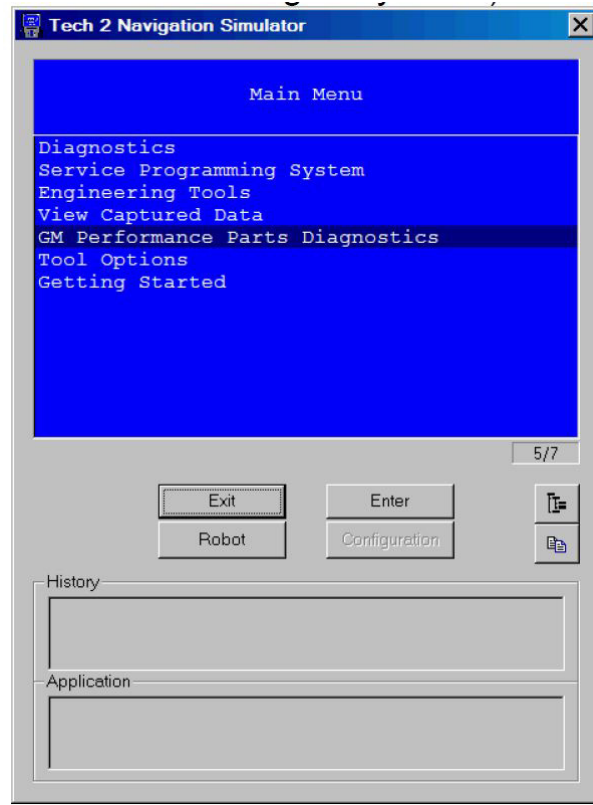 Tech 2 Navigation Simulator
Main Menu
Diagnostics
Service Programming System
Engineering Tools
View Captured Data
GM Performance Parts Diagnostics
Tool Options
Getting Started
5/7
Exit
Enter
Robot
Configuration
History
Application